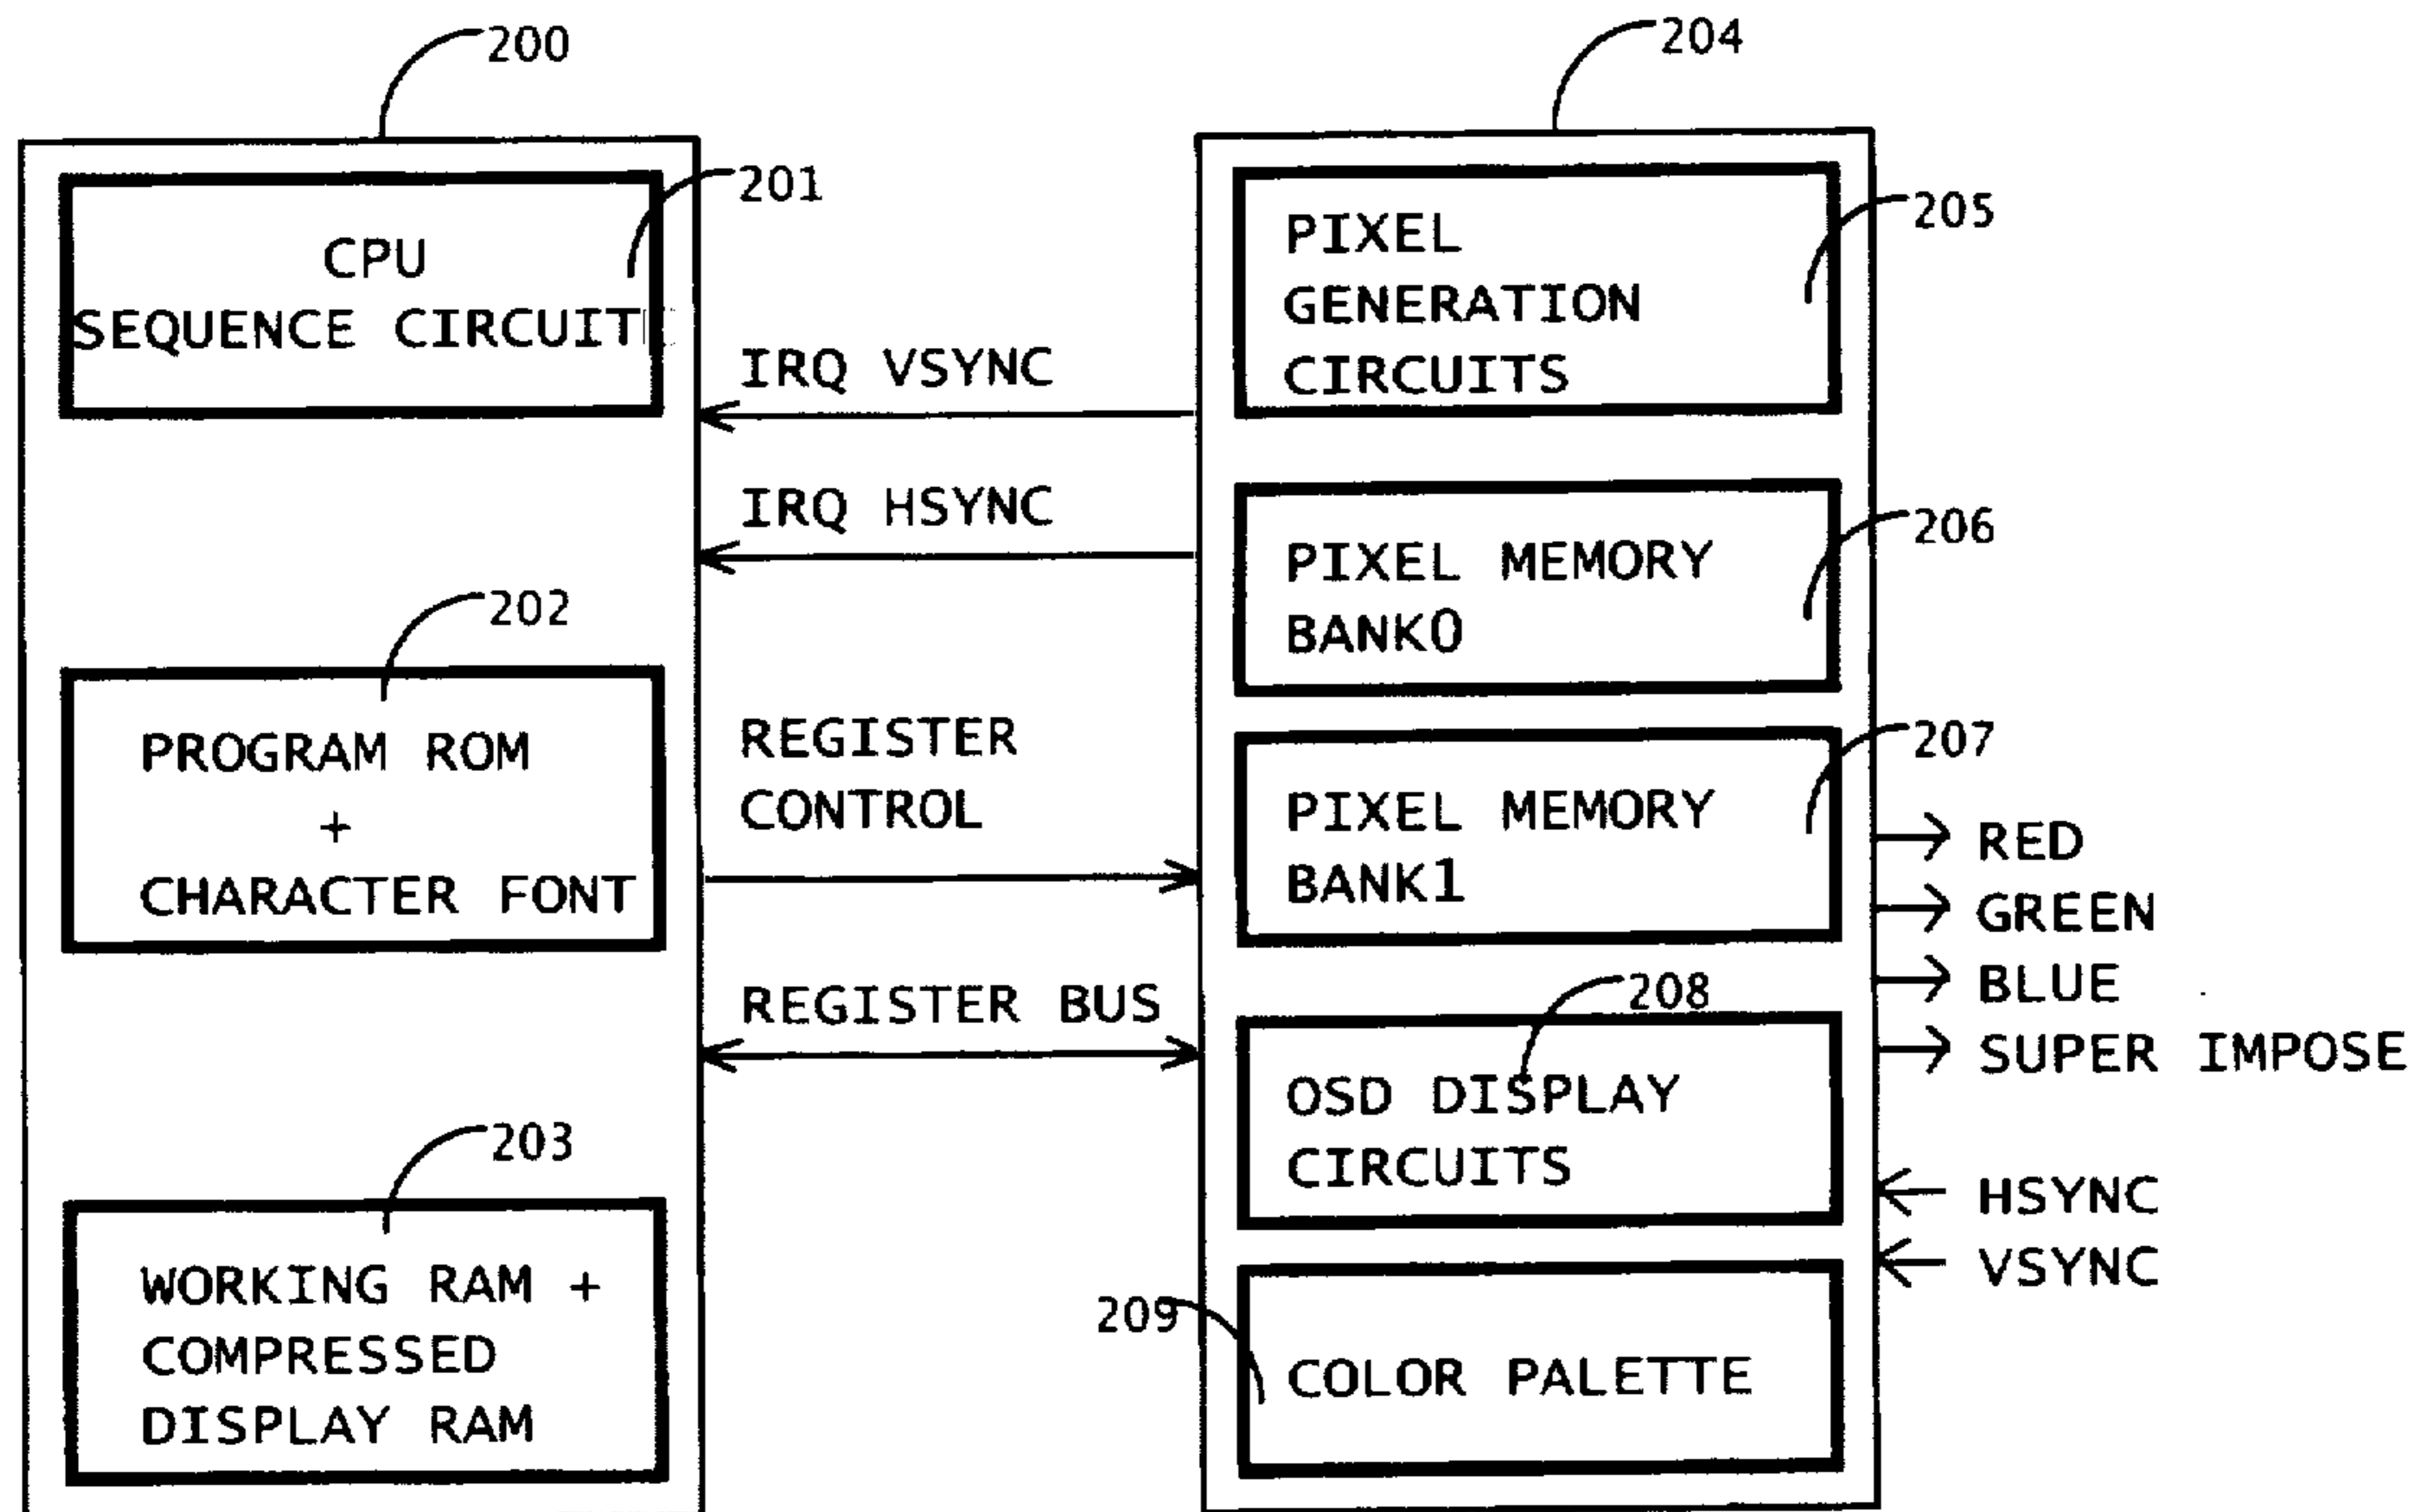 200
204
201
CPU
SEQUENCE CIRCUIT
202
PROGRAM ROM
+
CHARACTER FONT
203
WORKING RAM +
COMPRESSED
DISPLAY RAM
IRQ VSYNC
IRQ HSYNC
REGISTER
CONTROL
REGISTER BUS
205
PIXEL
GENERATION
CIRCUITS
206
PIXEL MEMORY
BANK0
207
PIXEL MEMORY
BANK1
208
OSD DISPLAY
CIRCUITS
209
COLOR PALETTE
RED
GREEN
BLUE
SUPER IMPOSE
HSYNC
VSYNC